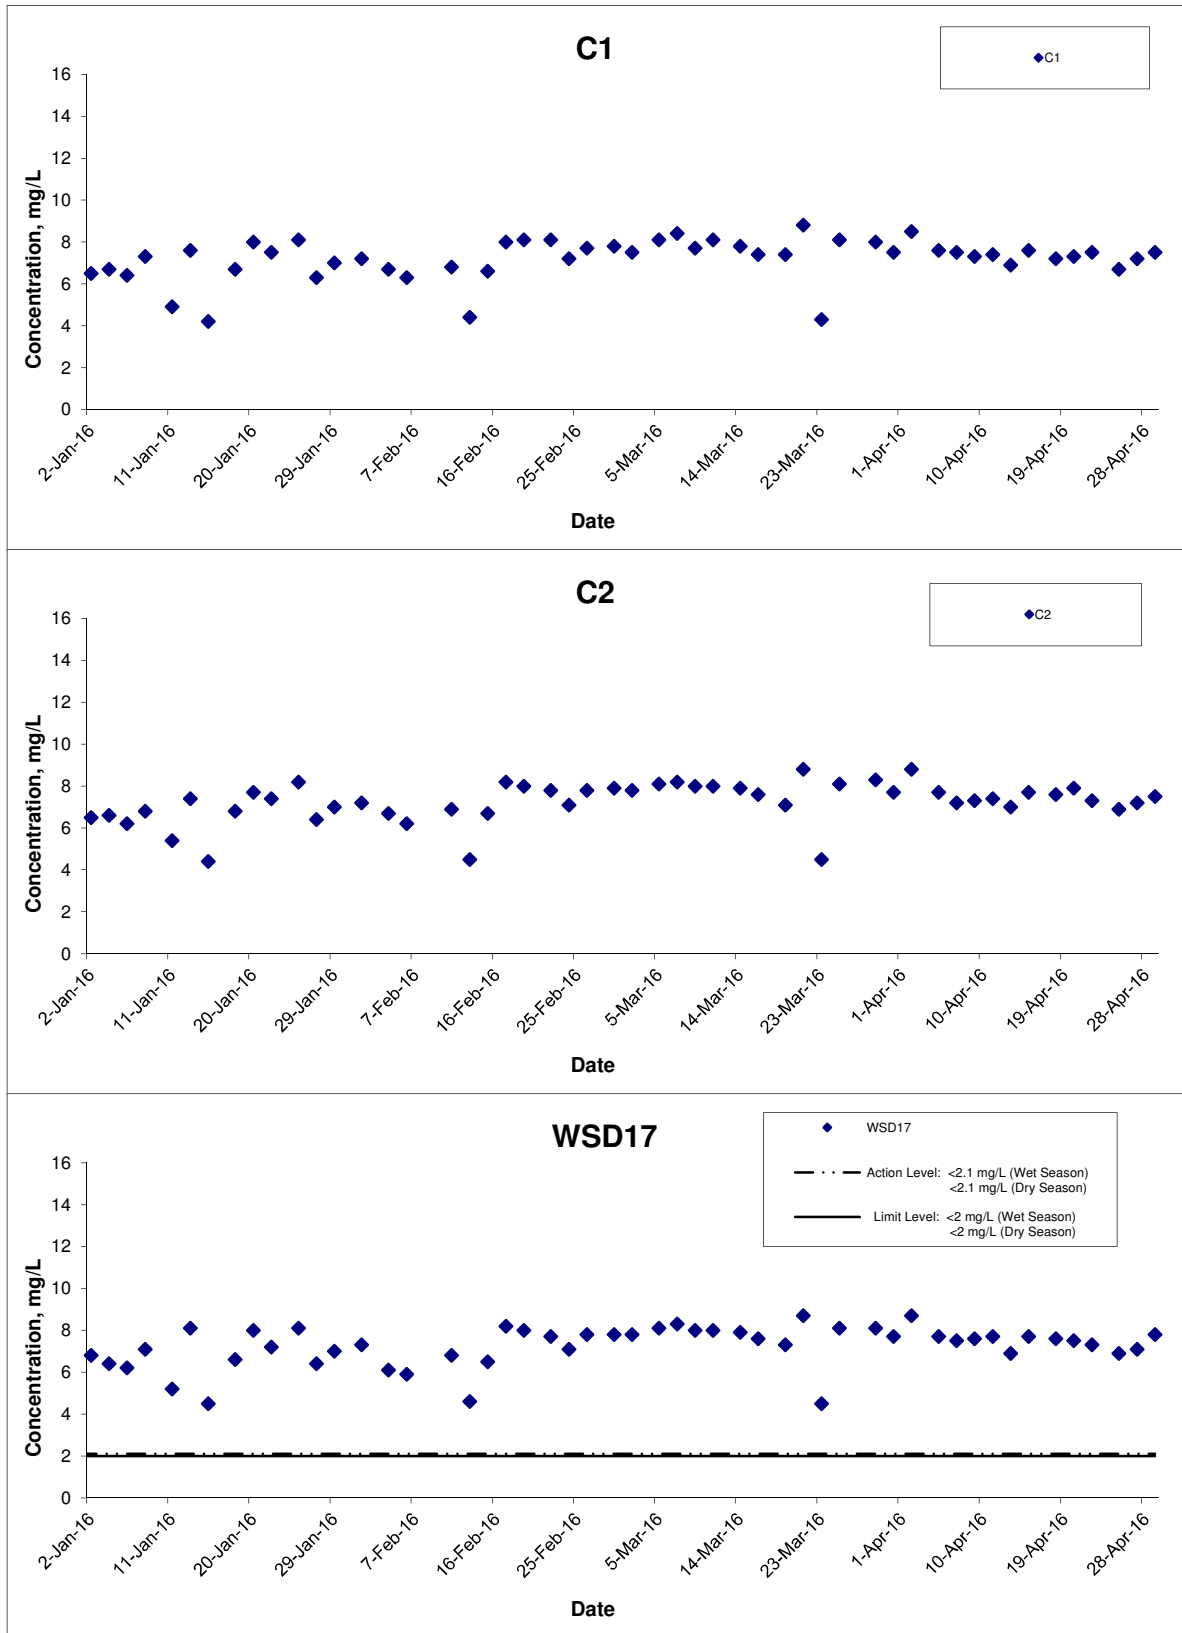 C1
C1
16
14
12
10
8
6
4
2
0
Concentration, mg/L
2-Jan-16
11-Jan-16
20-Jan-16
29-Jan-16
7-Feb-16
16-Feb-16
25-Feb-16
5-Mar-16
14-Mar-16
23-Mar-16
1-Apr-16
10-Apr-16
19-Apr-16
28-Apr-16
Date
C2
C2
16
14
12
10
8
6
4
2
0
Concentration, mg/L
2-Jan-16
11-Jan-16
20-Jan-16
29-Jan-16
7-Feb-16
16-Feb-16
25-Feb-16
5-Mar-16
14-Mar-16
23-Mar-16
1-Apr-16
10-Apr-16
19-Apr-16
28-Apr-16
Date
WSD17
WSD17
Action Level: <2.1 mg/L (Wet Season)
<2.1 mg/L (Dry Season)
Limit Level: <2 mg/L (Wet Season)
<2 mg/L (Dry Season)
16
14
12
10
8
6
4
2
0
Concentration, mg/L
2-Jan-16
11-Jan-16
20-Jan-16
29-Jan-16
7-Feb-16
16-Feb-16
25-Feb-16
5-Mar-16
14-Mar-16
23-Mar-16
1-Apr-16
10-Apr-16
19-Apr-16
28-Apr-16
Date